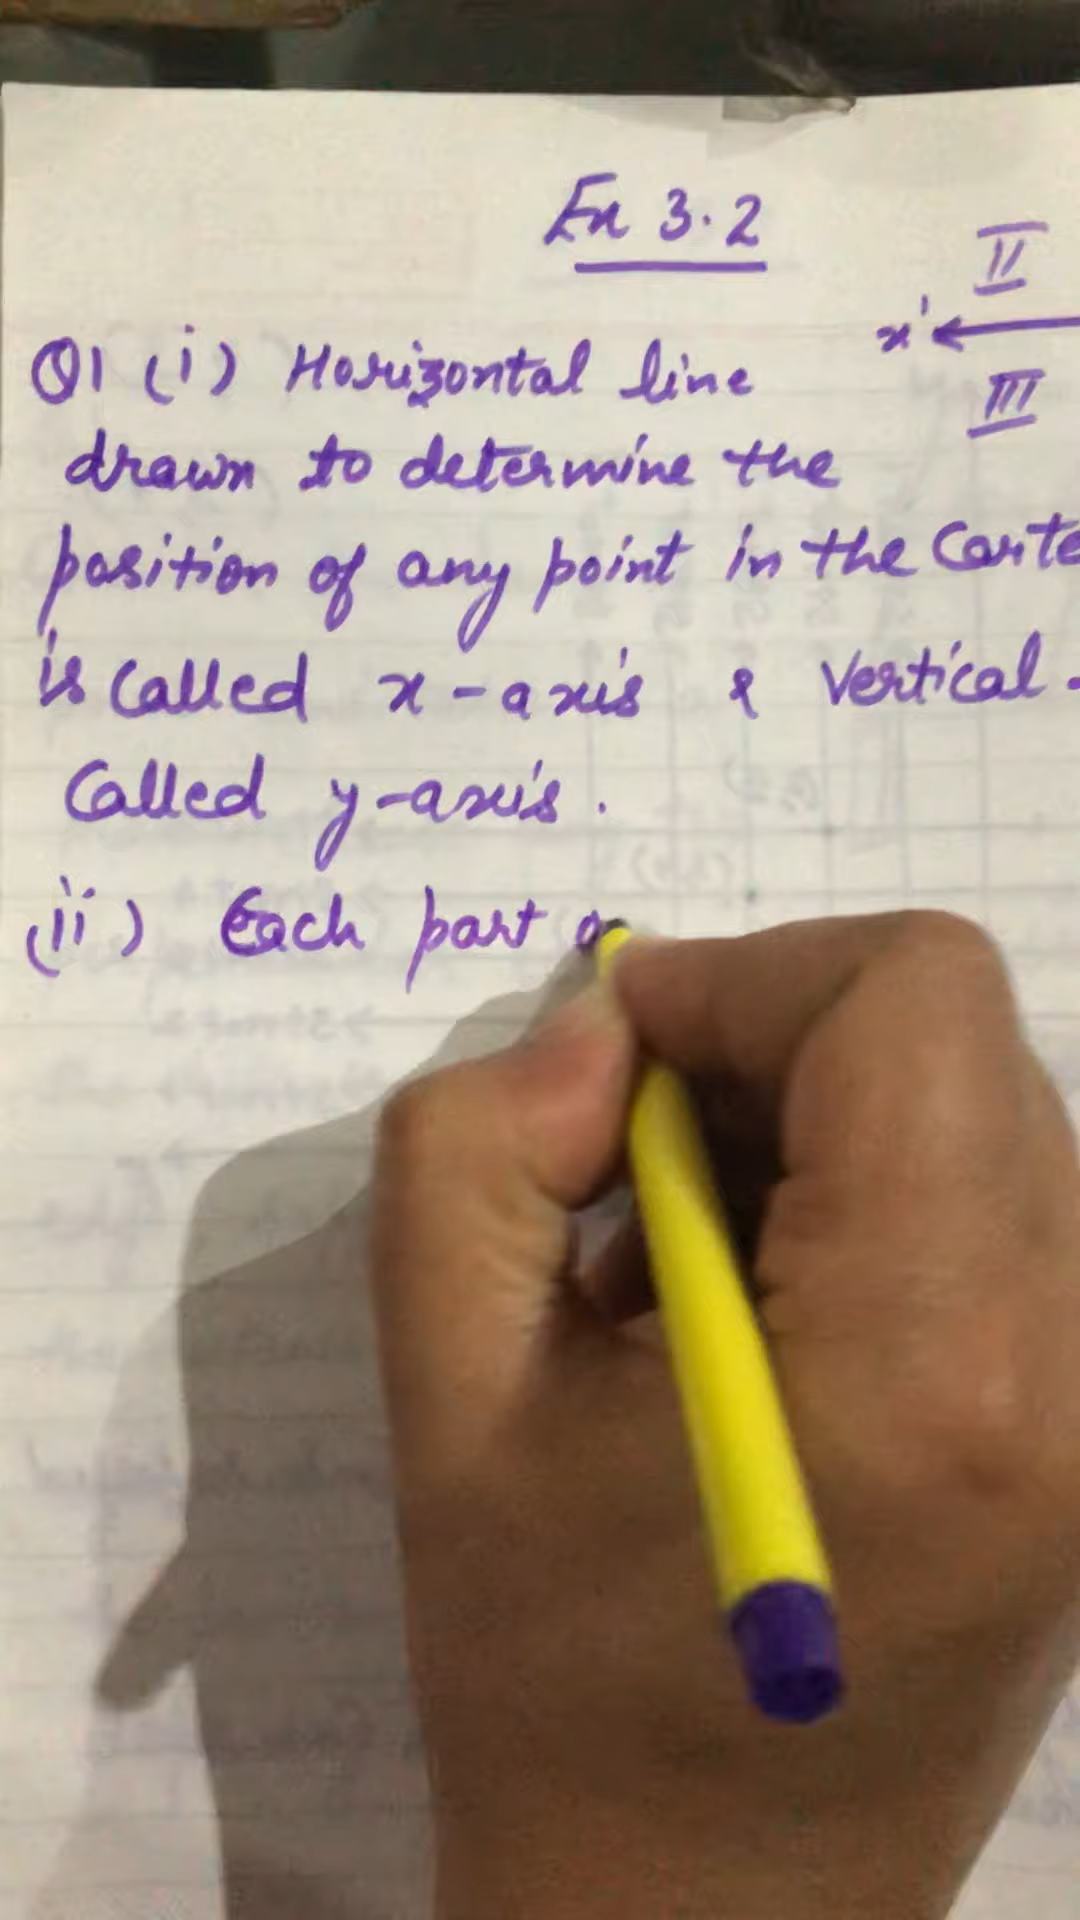 Ex 3.2
II
x'
III
Q1 (i) Horizontal line
drawn to determine the
position of any point in the Carte
is called x-axis & vertical
called y-axis.
(ii) Each part o